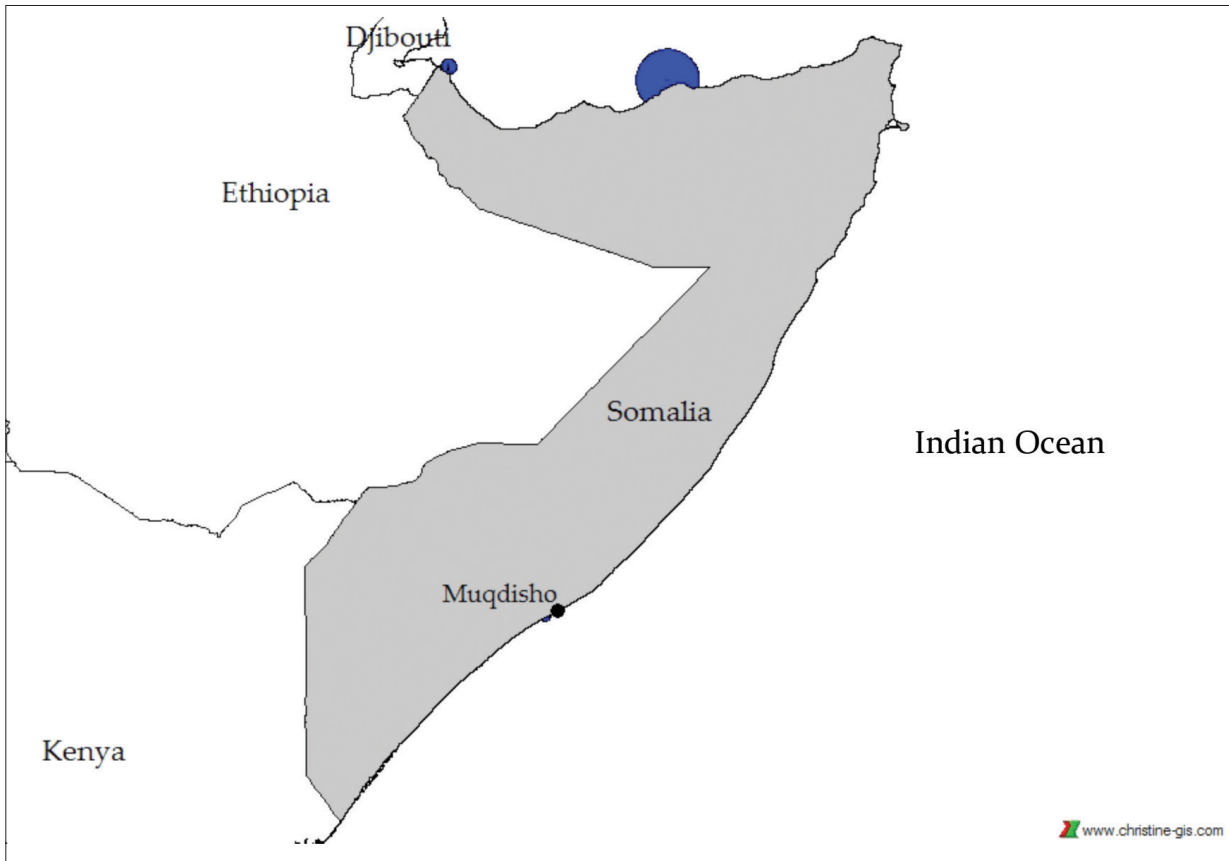 Djibouti
Ethiopia
Somalia
Indian Ocean
Muqdisho
Kenya
www.christine-gis.com